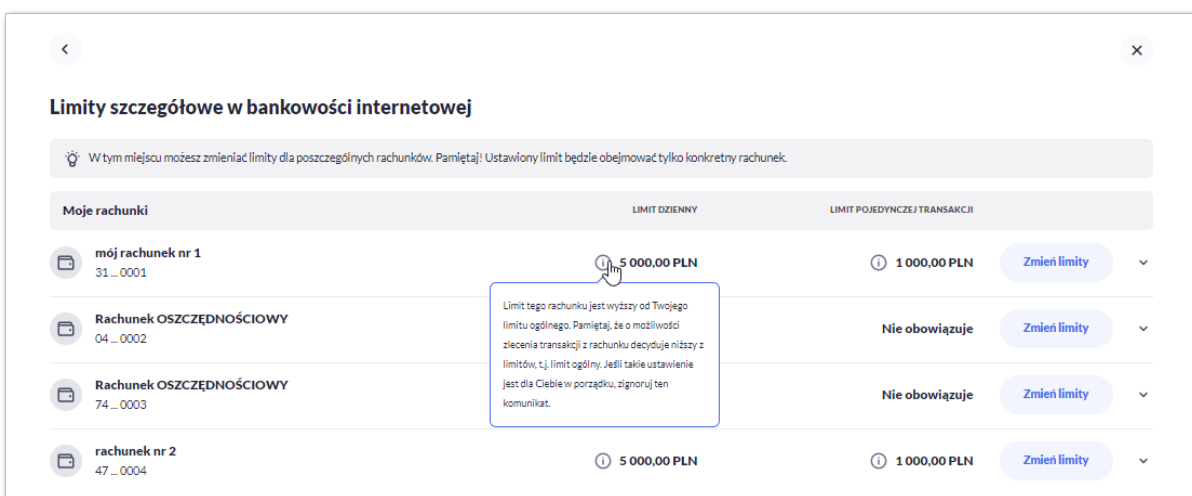 Limity szczegółowe w bankowości internetowej
W tym miejscu możesz zmieniać limity dla poszczególnych rachunków. Pamiętaj! Ustawiony limit będzie obejmować tylko konkretny rachunek.
Moje rachunki LIMIT DZIENNY LIMIT POJEDYNCZEJ TRANSAKCJI
mój rachunek nr 1
31 ... 0001
5 000,00 PLN 1 000,00 PLN Zmień limity
Limit tego rachunku jest wyższy od Twojego
limitu ogólnego. Pamiętaj, że o możliwości
zlecenia transakcji z rachunku decyduje niższy z
limitów, t.j. limit ogólny. Jeśli takie ustawienie
jest dla Ciebie w porządku, zignoruj ten
komunikat.
Rachunek OSZCZĘDNOŚCIOWY
04 ... 0002
Nie obowiązuje Zmień limity
Rachunek OSZCZĘDNOŚCIOWY
74 ... 0003
Nie obowiązuje Zmień limity
rachunek nr 2
47 ... 0004
5 000,00 PLN 1 000,00 PLN Zmień limity